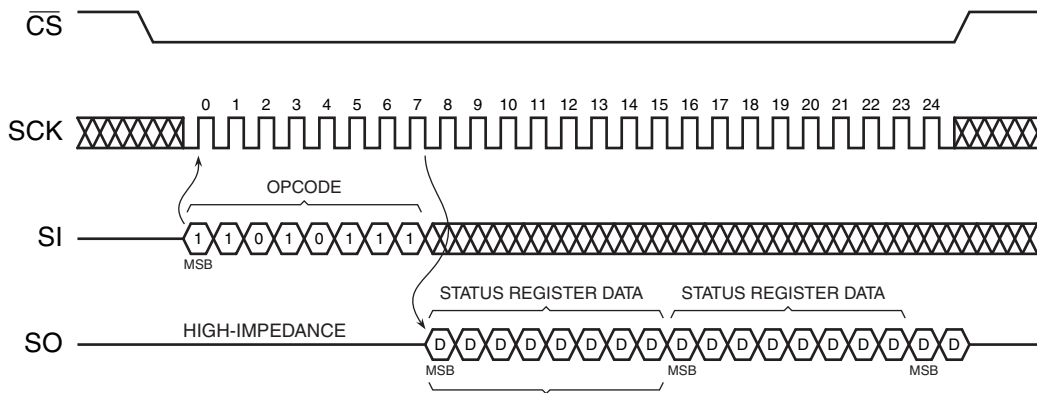 CS
0 1 2 3 4 5 6 7 8 9 10 11 12 13 14 15 16 17 18 19 20 21 22 23 24
SCK
OPCODE
SI 1 1 0 1 0 1 1 1
MSB
STATUS REGISTER DATA STATUS REGISTER DATA
HIGH-IMPEDANCE
SO D D D D D D D D D D D D D D D D D D
MSB MSB MSB